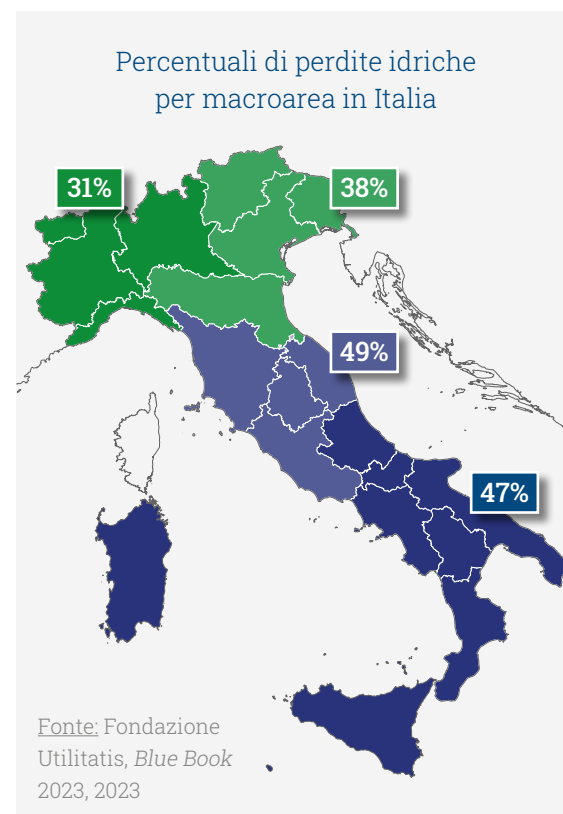 Percentuali di perdite idriche
per macroarea in Italia
31%
38%
49%
47%
Fonte: Fondazione
Utilitatis, Blue Book
2023, 2023